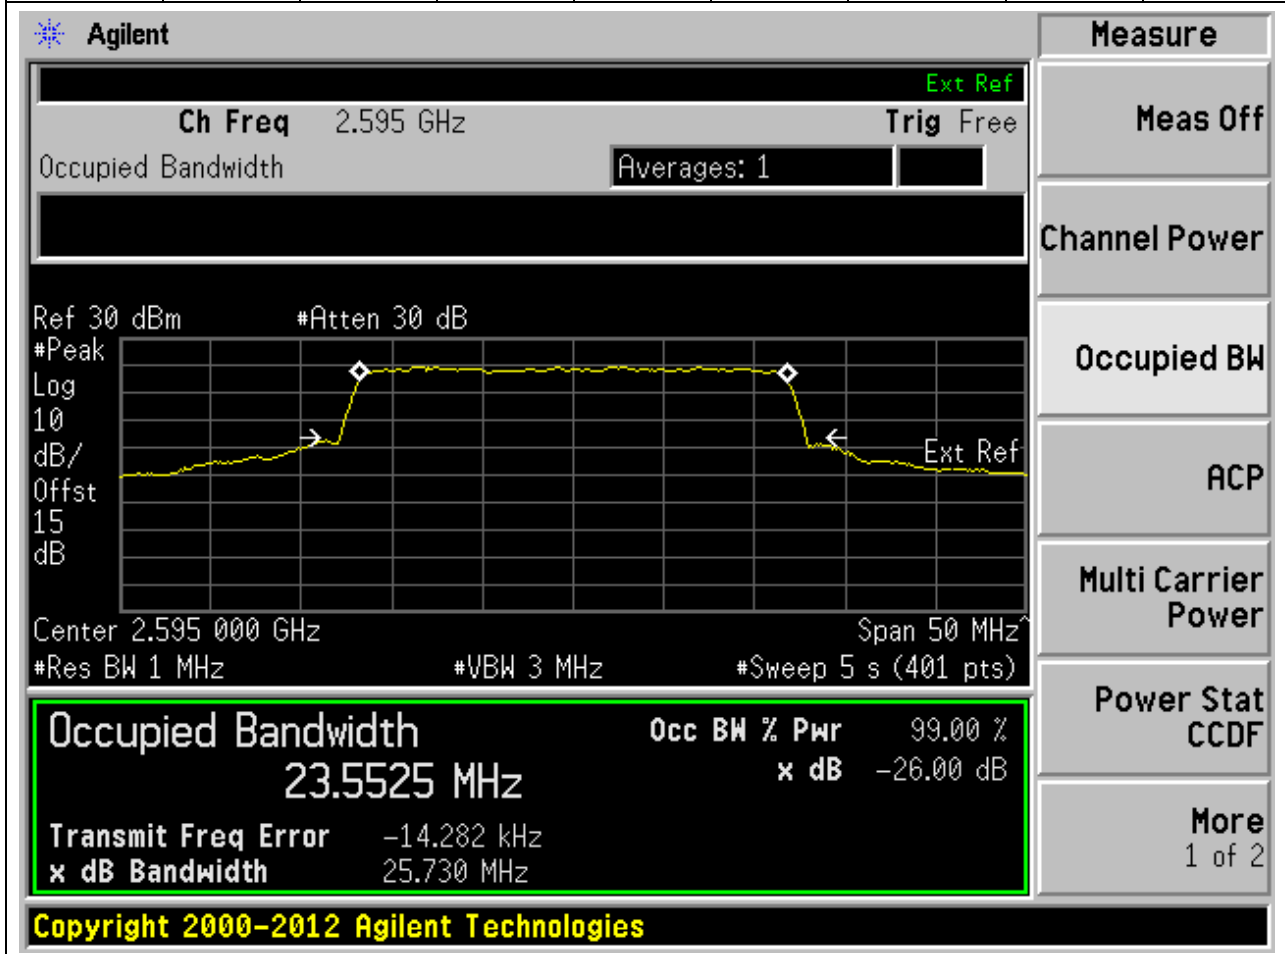 Agilent
Measure
Ext Ref
Ch Freq 2.595 GHz Trig Free
Occupied Bandwidth Averages: 1
Ref 30 dBm #Atten 30 dB
#Peak
Log
10
dB/
Offst
15
dB
Ext Ref
Center 2.595 000 GHz Span 50 MHz^
#Res BW 1 MHz #VBW 3 MHz #Sweep 5 s (401 pts)
Occupied Bandwidth Occ BW % Pwr 99.00 %
23.5525 MHz x dB -26.00 dB
Transmit Freq Error -14.282 kHz
x dB Bandwidth 25.730 MHz
Copyright 2000-2012 Agilent Technologies
Meas Off
Channel Power
Occupied BW
ACP
Multi Carrier
Power
Power Stat
CCDF
More
1 of 2